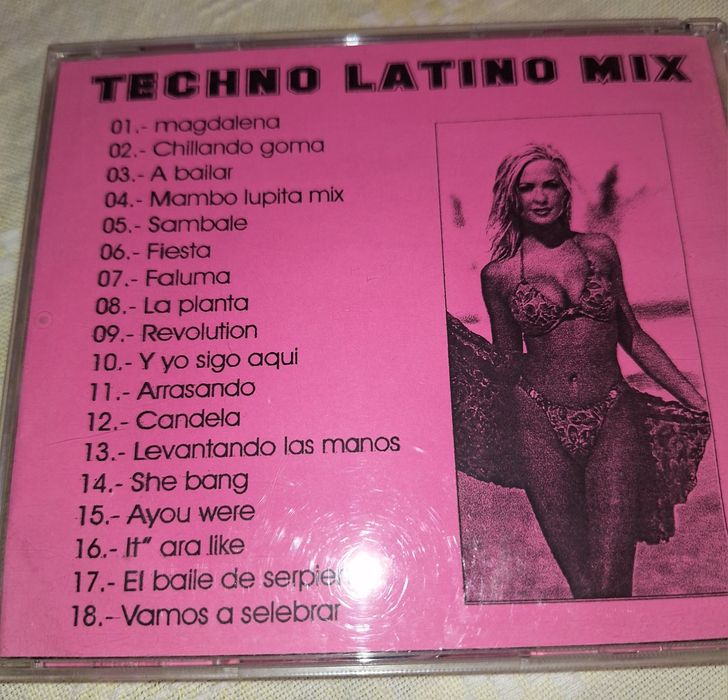 TECHNO LATINO MIX
01.- magdalena
02.- Chillando goma
03.- A bailar
04.- Mambo lupita mix
05.- Sambale
06.- Fiesta
07.- Faluma
08.- La planta
09.- Revolution
10.- Y yo sigo aqui
11.- Arrasando
12.- Candela
13.- Levantando las manos
14.- She bang
15.- Ayou were
16.- It" ara like
17.- El baile de
18.- Vamos a selebrar